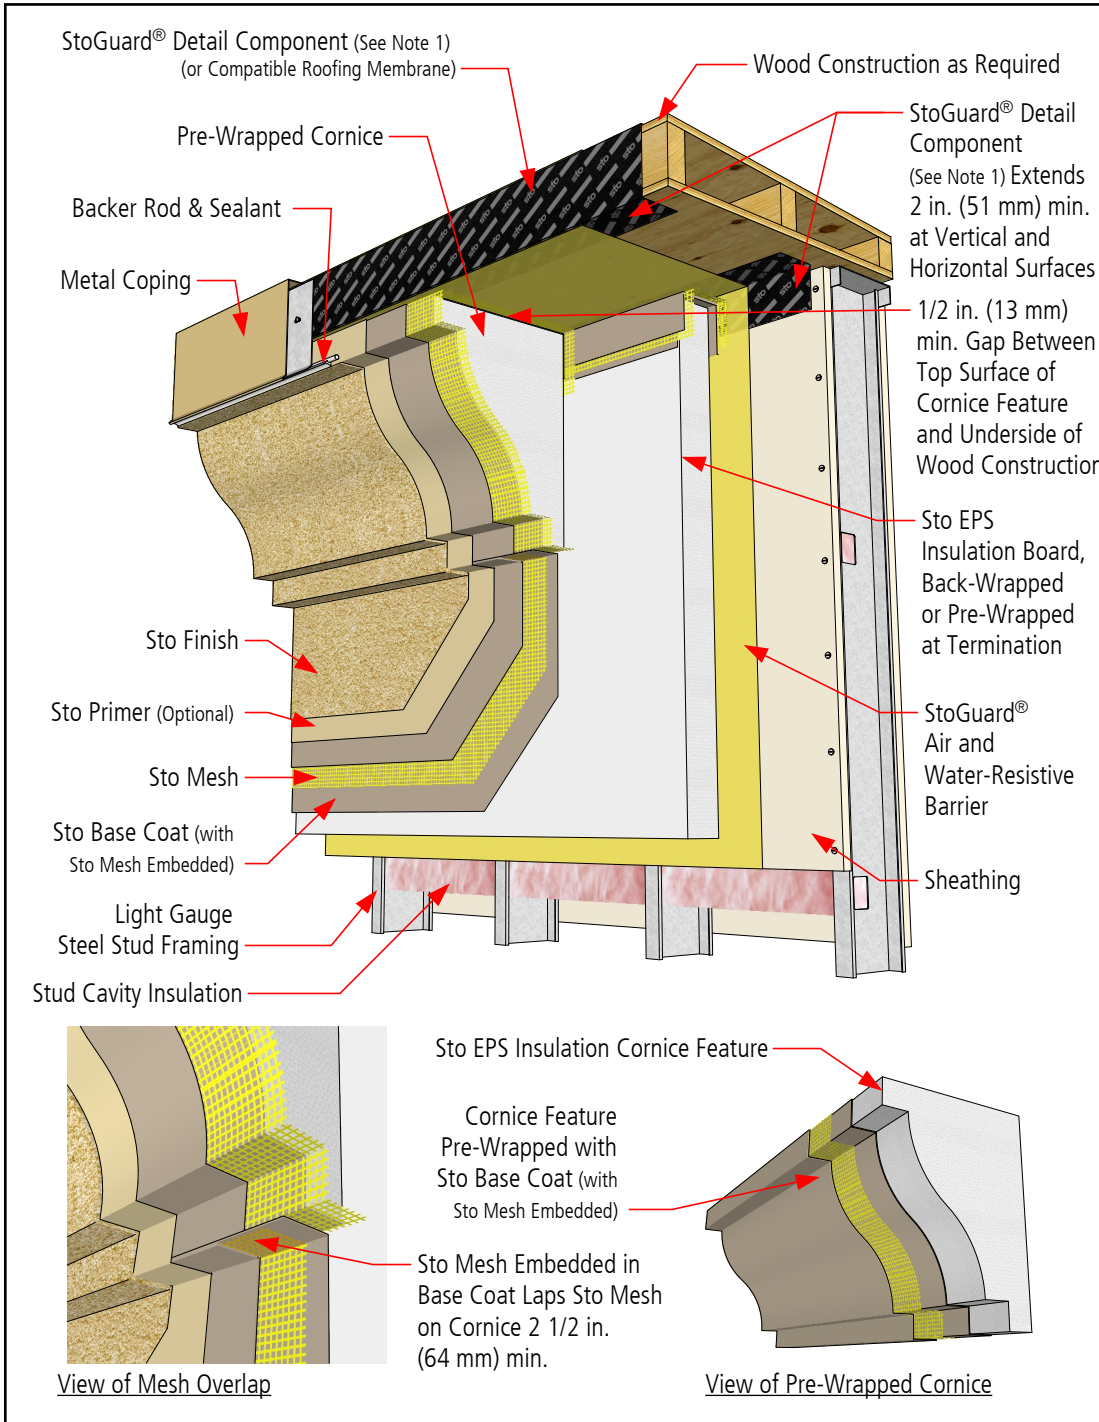 StoGuard® Detail Component (See Note 1)
(or Compatible Roofing Membrane)
Pre-Wrapped Cornice
Backer Rod & Sealant
Metal Coping
Wood Construction as Required
StoGuard® Detail
Component
(See Note 1) Extends
2 in. (51 mm) min.
at Vertical and
Horizontal Surfaces
1/2 in. (13 mm)
min. Gap Between
Top Surface of
Cornice Feature
and Underside of
Wood Construction
Sto EPS
Insulation Board,
Back-Wrapped
or Pre-Wrapped
at Termination
StoGuard®
Air and
Water-Resistive
Barrier
Sheathing
Sto Finish
Sto Primer (Optional)
Sto Mesh
Sto Base Coat (with
Sto Mesh Embedded)
Light Gauge
Steel Stud Framing
Stud Cavity Insulation
sto
Sto EPS Insulation Cornice Feature
Cornice Feature
Pre-Wrapped with
Sto Base Coat (with
Sto Mesh Embedded)
Sto Mesh Embedded in
Base Coat Laps Sto Mesh
on Cornice 2 1/2 in.
(64 mm) min.
View of Mesh Overlap
View of Pre-Wrapped Cornice